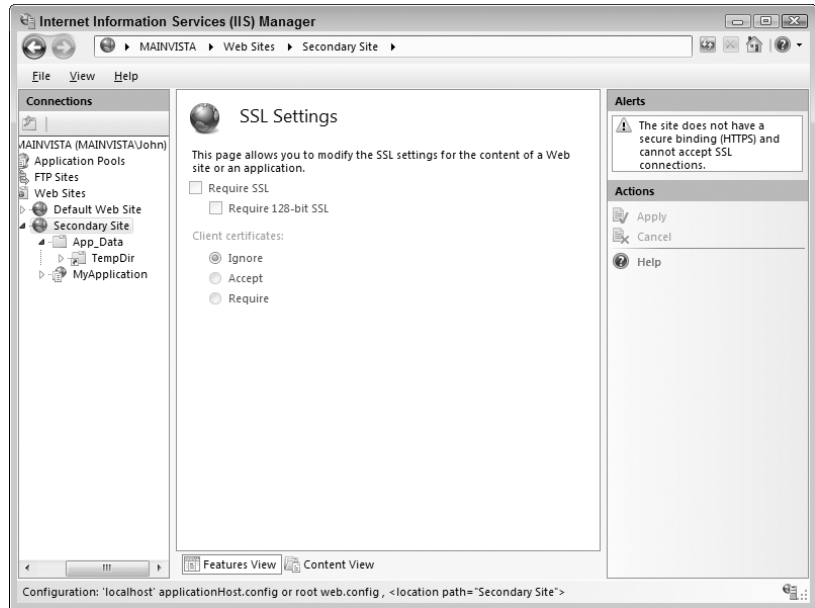 Internet Information Services (IIS) Manager
MAINVISTA Web Sites Secondary Site
File View Help
Connections
MAINVISTA (MAINVISTA\John)
Application Pools
FTP Sites
Web Sites
Default Web Site
Secondary Site
App_Data
TempDir
MyApplication
SSL Settings
This page allows you to modify the SSL settings for the content of a Web
site or an application.
Require SSL
Require 128-bit SSL
Client certificates:
Ignore
Accept
Require
Features View Content View
Alerts
The site does not have a
secure binding (HTTPS) and
cannot accept SSL
connections.
Actions
Apply
Cancel
Help
Configuration: 'localhost' applicationHost.config or root web.config , <location path="Secondary Site">